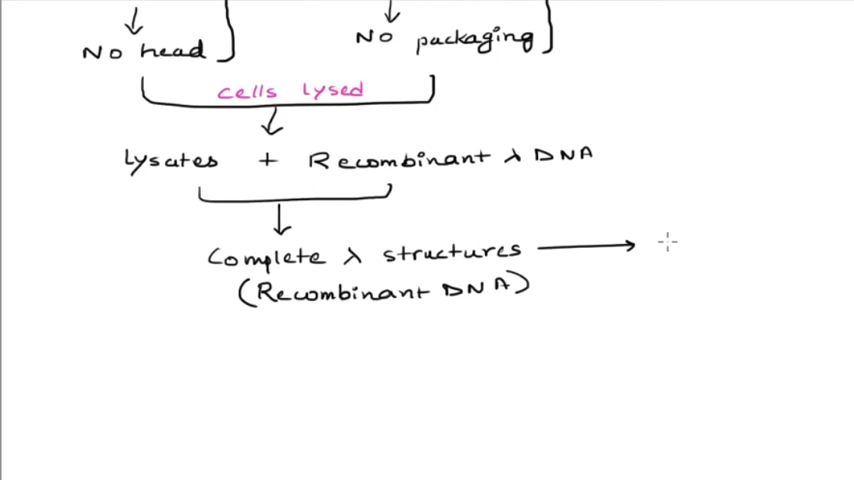 No head
No packaging
cells lysed
Lysates + Recombinant λ DNA
Complete λ structures
(Recombinant DNA)